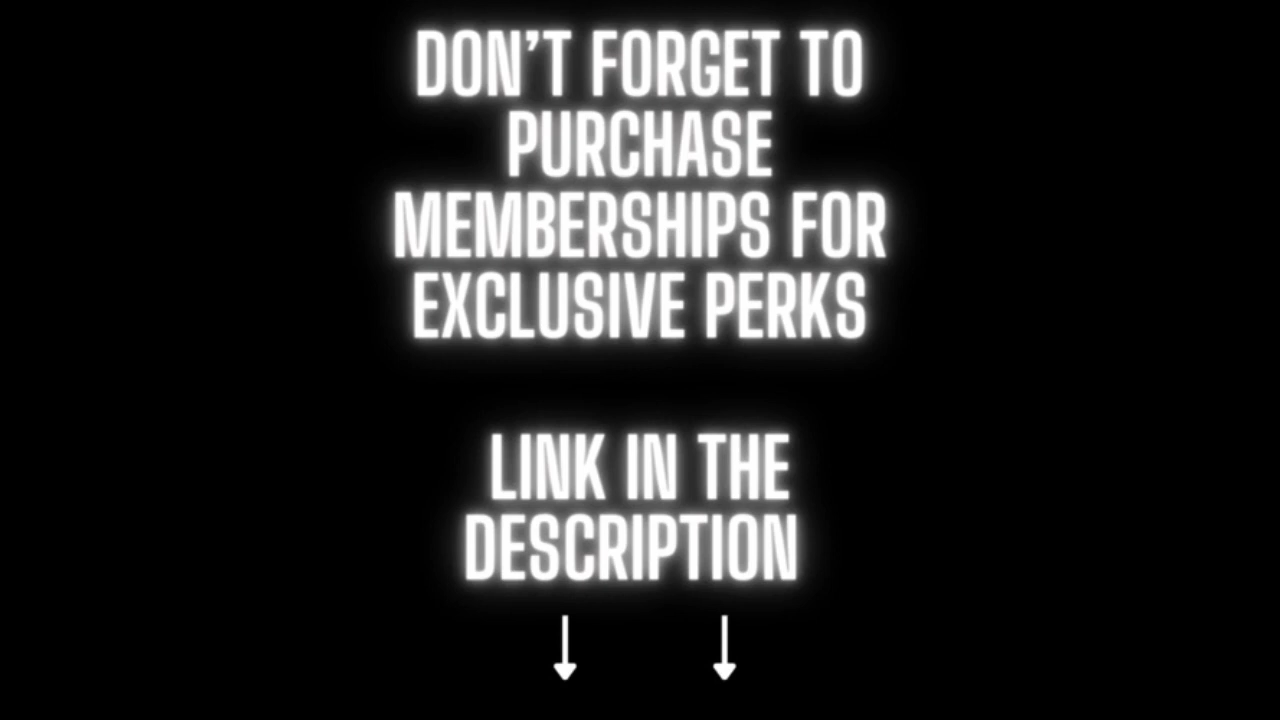 DON’T FORGET TO
PURCHASE
MEMBERSHIPS FOR
EXCLUSIVE PERKS
LINK IN THE
DESCRIPTION